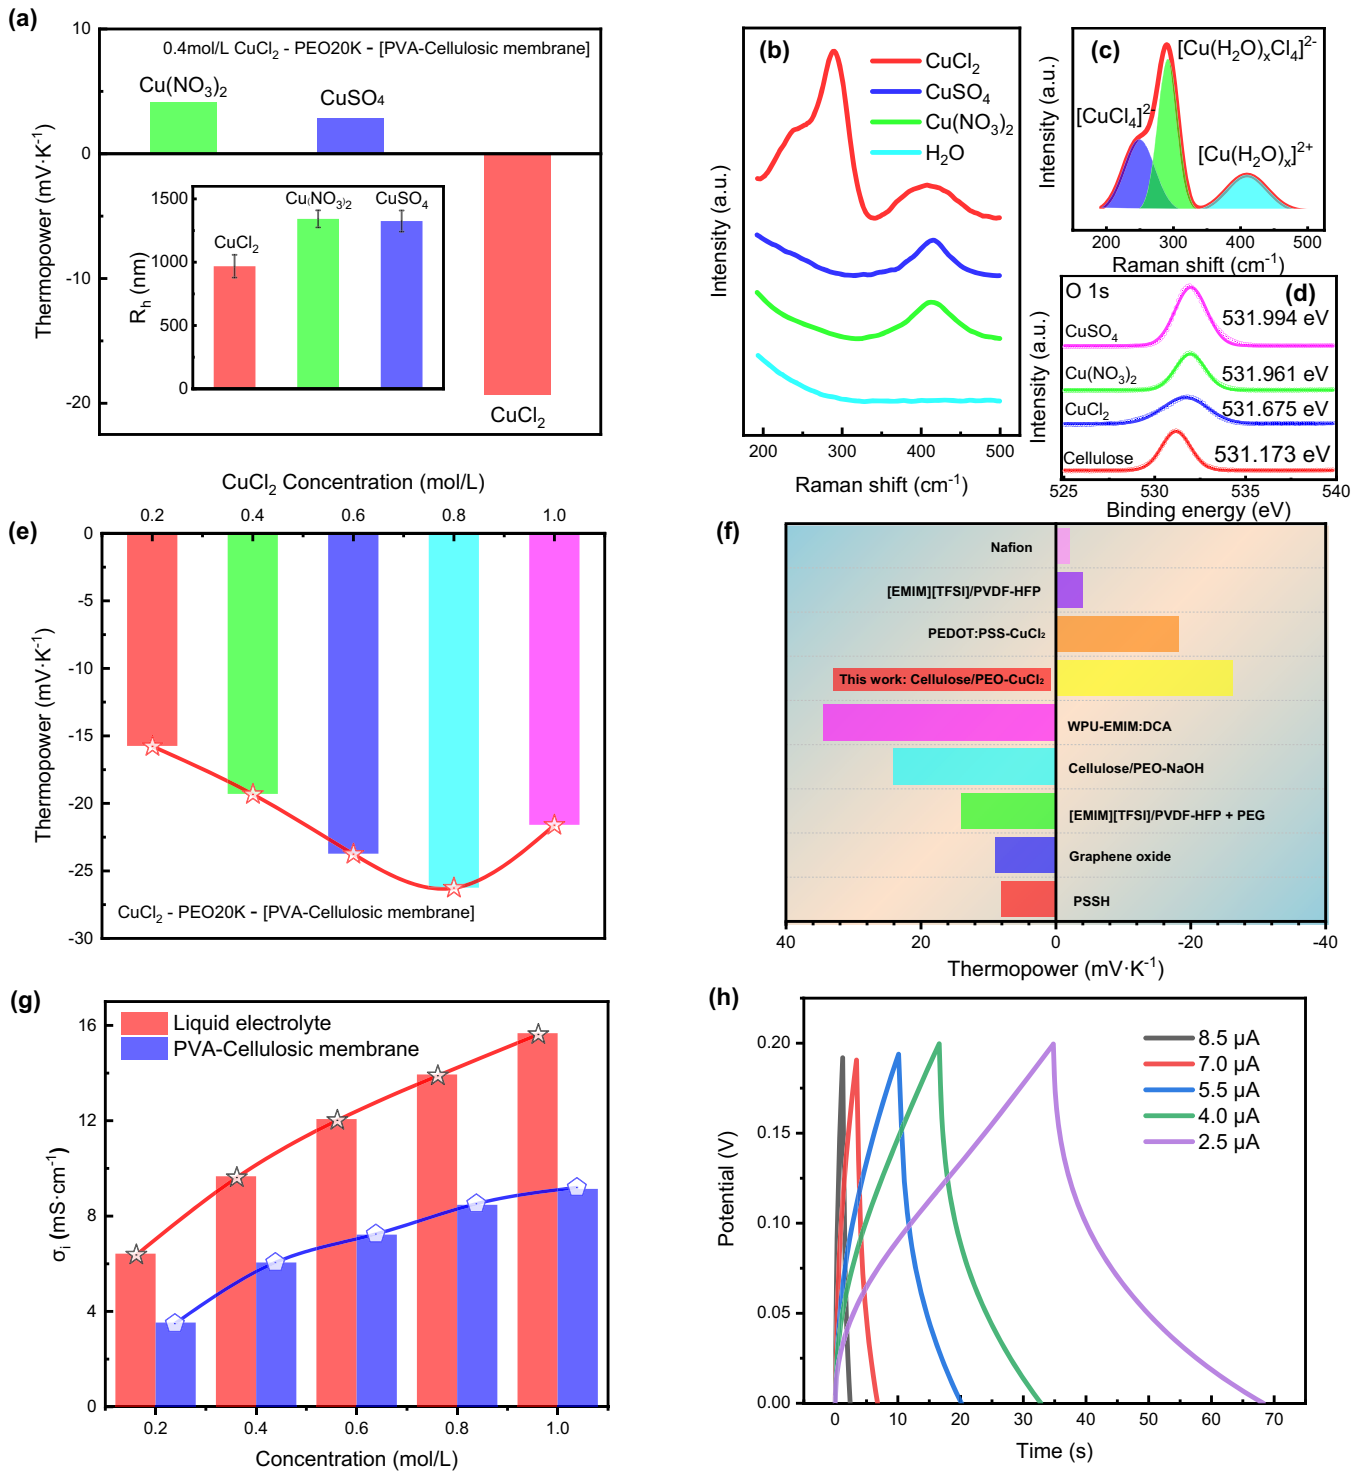 (a)
10
0
-10
-20
Thermopower (mV·K⁻¹)
0.4mol/L CuCl₂ - PEO20K - [PVA-Cellulosic membrane]
Cu(NO₃)₂
CuSO₄
CuCl₂
1500
1000
500
0
R_h (nm)
CuCl₂
Cu(NO₃)₂
CuSO₄
(b)
CuCl₂
CuSO₄
Cu(NO₃)₂
H₂O
Intensity (a.u.)
200 300 400 500
Raman shift (cm⁻¹)
(c)
[Cu(H₂O)ₓCl₄]²⁻
[CuCl₄]²⁻
[Cu(H₂O)ₓ]²⁺
Intensity (a.u.)
200 300 400 500
Raman shift (cm⁻¹)
O 1s
(d)
CuSO₄
531.994 eV
Cu(NO₃)₂
531.961 eV
CuCl₂
531.675 eV
Cellulose
531.173 eV
Intensity (a.u.)
525 530 535 540
Binding energy (eV)
CuCl₂ Concentration (mol/L)
(e)
0.2 0.4 0.6 0.8 1.0
0
-5
-10
-15
-20
-25
-30
Thermopower (mV·K⁻¹)
CuCl₂ - PEO20K - [PVA-Cellulosic membrane]
(f)
Nafion
[EMIM][TFSI]/PVDF-HFP
PEDOT:PSS-CuCl₂
This work: Cellulose/PEO-CuCl₂
WPU-EMIM:DCA
Cellulose/PEO-NaOH
[EMIM][TFSI]/PVDF-HFP + PEG
Graphene oxide
PSSH
40 20 0 -20 -40
Thermopower (mV·K⁻¹)
(g)
Liquid electrolyte
PVA-Cellulosic membrane
16
12
8
4
0
σᵢ (mS·cm⁻¹)
0.2 0.4 0.6 0.8 1.0
Concentration (mol/L)
(h)
8.5 µA
7.0 µA
5.5 µA
4.0 µA
2.5 µA
0.20
0.15
0.10
0.05
0.00
Potential (V)
0 10 20 30 40 50 60 70
Time (s)